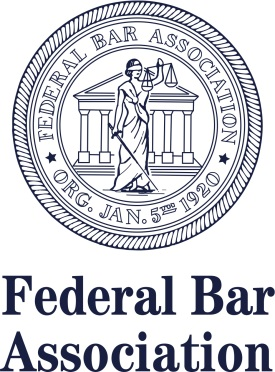 FEDERAL BAR ASSOCIATION
ORG. JAN. 5TH 1920
Federal Bar
Association